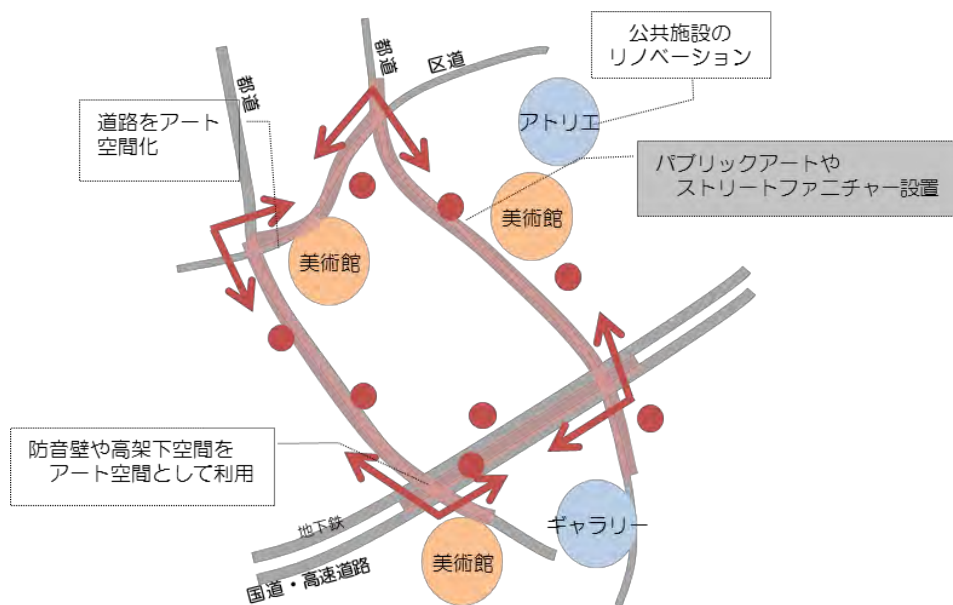 公共施設の
リノベーション
都道
都道
区道
道路をアート
空間化
アトリエ
パブリックアートや
ストリートファニチャー設置
美術館
美術館
防音壁や高架下空間を
アート空間として利用
地下鉄
国道・高速道路
美術館
ギャラリー